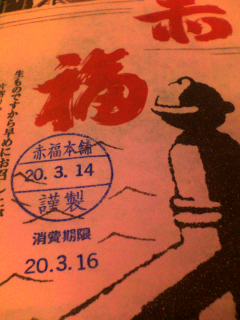 赤
福
生ものですから早めにお召
赤福本舗
20. 3. 14
謹製
消費期限
20.3.16